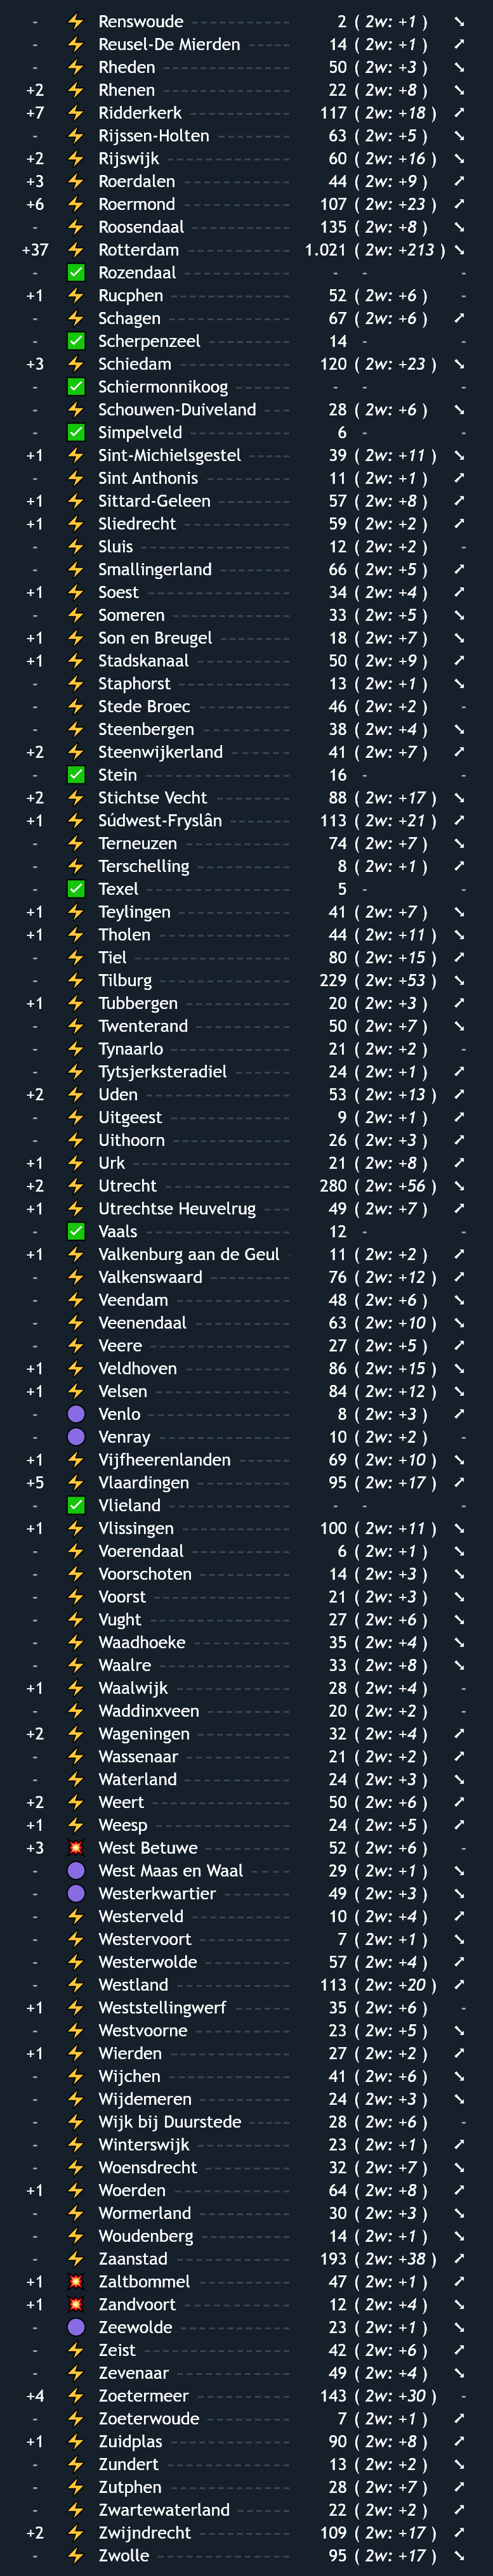 - ⚡ Renswoude 2 ( 2w: +1 ) ↘
- ⚡ Reusel-De Mierden 14 ( 2w: +1 ) ↗
- ⚡ Rheden 50 ( 2w: +3 ) ↘
+2 ⚡ Rhenen 22 ( 2w: +8 ) ↘
+7 ⚡ Ridderkerk 117 ( 2w: +18 ) ↗
- ⚡ Rijssen-Holten 63 ( 2w: +5 ) ↘
+2 ⚡ Rijswijk 60 ( 2w: +16 ) ↘
+3 ⚡ Roerdalen 44 ( 2w: +9 ) ↗
+6 ⚡ Roermond 107 ( 2w: +23 ) ↗
- ⚡ Roosendaal 135 ( 2w: +8 ) ↘
+37 ⚡ Rotterdam 1.021 ( 2w: +213 ) ↘
- ✅ Rozendaal - - -
+1 ⚡ Rucphen 52 ( 2w: +6 ) -
- ⚡ Schagen 67 ( 2w: +6 ) ↗
- ✅ Scherpenzeel 14 - -
+3 ⚡ Schiedam 120 ( 2w: +23 ) ↘
- ✅ Schiermonnikoog - - -
- ⚡ Schouwen-Duiveland 28 ( 2w: +6 ) ↘
- ✅ Simpelveld 6 - -
+1 ⚡ Sint-Michielsgestel 39 ( 2w: +11 ) ↘
- ⚡ Sint Anthonis 11 ( 2w: +1 ) ↗
+1 ⚡ Sittard-Geleen 57 ( 2w: +8 ) ↗
+1 ⚡ Sliedrecht 59 ( 2w: +2 ) ↗
- ⚡ Sluis 12 ( 2w: +2 ) -
- ⚡ Smallingerland 66 ( 2w: +5 ) ↗
+1 ⚡ Soest 34 ( 2w: +4 ) ↗
- ⚡ Someren 33 ( 2w: +5 ) ↘
+1 ⚡ Son en Breugel 18 ( 2w: +7 ) ↘
+1 ⚡ Stadskanaal 50 ( 2w: +9 ) ↗
- ⚡ Staphorst 13 ( 2w: +1 ) ↘
- ⚡ Stede Broec 46 ( 2w: +2 ) -
- ⚡ Steenbergen 38 ( 2w: +4 ) ↘
+2 ⚡ Steenwijkerland 41 ( 2w: +7 ) ↗
- ✅ Stein 16 - -
+2 ⚡ Stichtse Vecht 88 ( 2w: +17 ) ↘
+1 ⚡ Súdwest-Fryslân 113 ( 2w: +21 ) ↗
- ⚡ Terneuzen 74 ( 2w: +7 ) ↘
- ⚡ Terschelling 8 ( 2w: +1 ) ↗
- ✅ Texel 5 - -
+1 ⚡ Teylingen 41 ( 2w: +7 ) ↘
+1 ⚡ Tholen 44 ( 2w: +11 ) ↘
- ⚡ Tiel 80 ( 2w: +15 ) ↗
- ⚡ Tilburg 229 ( 2w: +53 ) ↘
+1 ⚡ Tubbergen 20 ( 2w: +3 ) ↗
- ⚡ Twenterand 50 ( 2w: +7 ) ↘
- ⚡ Tynaarlo 21 ( 2w: +2 ) -
- ⚡ Tytsjerksteradiel 24 ( 2w: +1 ) ↗
+2 ⚡ Uden 53 ( 2w: +13 ) ↗
- ⚡ Uitgeest 9 ( 2w: +1 ) ↗
- ⚡ Uithoorn 26 ( 2w: +3 ) ↗
+1 ⚡ Urk 21 ( 2w: +8 ) ↗
+2 ⚡ Utrecht 280 ( 2w: +56 ) ↘
+1 ⚡ Utrechtse Heuvelrug 49 ( 2w: +7 ) ↗
- ✅ Vaals 12 - -
+1 ⚡ Valkenburg aan de Geul 11 ( 2w: +2 ) ↗
- ⚡ Valkenswaard 76 ( 2w: +12 ) ↗
- ⚡ Veendam 48 ( 2w: +6 ) ↘
- ⚡ Veenendaal 63 ( 2w: +10 ) ↘
- ⚡ Veere 27 ( 2w: +5 ) ↗
+1 ⚡ Veldhoven 86 ( 2w: +15 ) ↘
+1 ⚡ Velsen 84 ( 2w: +12 ) ↘
- 🟣 Venlo 8 ( 2w: +3 ) ↗
- 🟣 Venray 10 ( 2w: +2 ) -
+1 ⚡ Vijfheerenlanden 69 ( 2w: +10 ) ↘
+5 ⚡ Vlaardingen 95 ( 2w: +17 ) ↗
- ✅ Vlieland - - -
+1 ⚡ Vlissingen 100 ( 2w: +11 ) ↘
- ⚡ Voerendaal 6 ( 2w: +1 ) ↘
- ⚡ Voorschoten 14 ( 2w: +3 ) ↘
- ⚡ Voorst 21 ( 2w: +3 ) ↘
- ⚡ Vught 27 ( 2w: +6 ) ↘
- ⚡ Waadhoeke 35 ( 2w: +4 ) ↘
- ⚡ Waalre 33 ( 2w: +8 ) ↘
+1 ⚡ Waalwijk 28 ( 2w: +4 ) -
- ⚡ Waddinxveen 20 ( 2w: +2 ) -
+2 ⚡ Wageningen 32 ( 2w: +4 ) ↗
- ⚡ Wassenaar 21 ( 2w: +2 ) ↗
- ⚡ Waterland 24 ( 2w: +3 ) ↘
+2 ⚡ Weert 50 ( 2w: +6 ) ↗
+1 ⚡ Weesp 24 ( 2w: +5 ) ↗
+3 💥 West Betuwe 52 ( 2w: +6 ) -
- 🟣 West Maas en Waal 29 ( 2w: +1 ) ↘
- 🟣 Westerkwartier 49 ( 2w: +3 ) ↘
- ⚡ Westerveld 10 ( 2w: +4 ) ↗
- ⚡ Westervoort 7 ( 2w: +1 ) ↘
- ⚡ Westerwolde 57 ( 2w: +4 ) ↗
- ⚡ Westland 113 ( 2w: +20 ) ↗
+1 ⚡ Weststellingwerf 35 ( 2w: +6 ) -
- ⚡ Westvoorne 23 ( 2w: +5 ) ↘
+1 ⚡ Wierden 27 ( 2w: +2 ) ↗
- ⚡ Wijchen 41 ( 2w: +6 ) ↘
- ⚡ Wijdemeren 24 ( 2w: +3 ) ↘
- ⚡ Wijk bij Duurstede 28 ( 2w: +6 ) -
- ⚡ Winterswijk 23 ( 2w: +1 ) ↗
- ⚡ Woensdrecht 32 ( 2w: +7 ) ↘
+1 ⚡ Woerden 64 ( 2w: +8 ) ↗
- ⚡ Wormerland 30 ( 2w: +3 ) ↘
- ⚡ Woudenberg 14 ( 2w: +1 ) ↘
- ⚡ Zaanstad 193 ( 2w: +38 ) ↗
+1 💥 Zaltbommel 47 ( 2w: +1 ) ↗
+1 💥 Zandvoort 12 ( 2w: +4 ) ↘
- 🟣 Zeewolde 23 ( 2w: +1 ) ↘
- ⚡ Zeist 42 ( 2w: +6 ) ↗
- ⚡ Zevenaar 49 ( 2w: +4 ) ↘
+4 ⚡ Zoetermeer 143 ( 2w: +30 ) -
- ⚡ Zoeterwoude 7 ( 2w: +1 ) ↗
+1 ⚡ Zuidplas 90 ( 2w: +8 ) ↗
- ⚡ Zundert 13 ( 2w: +2 ) ↘
- ⚡ Zutphen 28 ( 2w: +7 ) ↗
- ⚡ Zwartewaterland 22 ( 2w: +2 ) ↗
+2 ⚡ Zwijndrecht 109 ( 2w: +17 ) ↗
- ⚡ Zwolle 95 ( 2w: +17 ) ↘